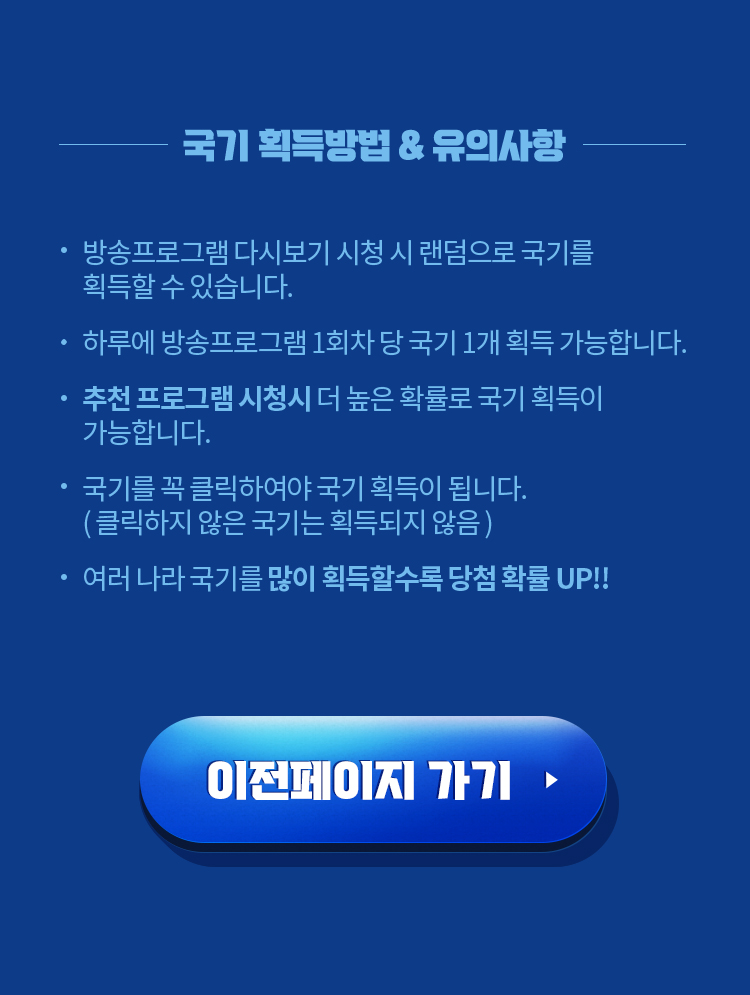 국기 획득방법 & 유의사항
• 방송프로그램 다시보기 시청 시 랜덤으로 국기를
획득할 수 있습니다.
• 하루에 방송프로그램 1회차 당 국기 1개 획득 가능합니다.
• 추천 프로그램 시청시 더 높은 확률로 국기 획득이
가능합니다.
• 국기를 꼭 클릭하여야 국기 획득이 됩니다.
( 클릭하지 않은 국기는 획득되지 않음 )
• 여러 나라 국기를 많이 획득할수록 당첨 확률 UP!!
이전페이지 가기